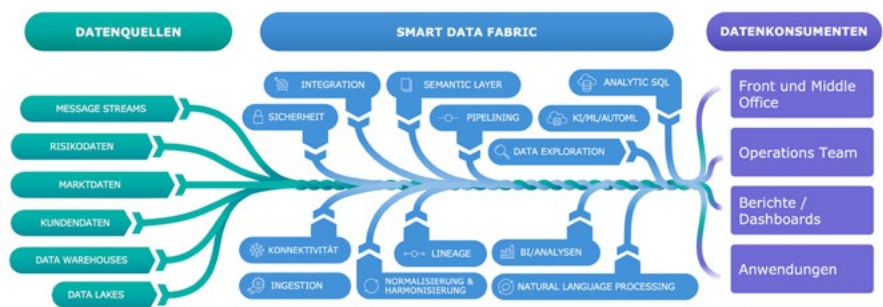 DATENQUELLEN
SMART DATA FABRIC
DATENKONSUMENTEN
MESSAGE STREAMS
RISIKODATEN
MARKTDATEN
KUNDENDATEN
DATA WAREHOUSES
DATA LAKES
INTEGRATION
SEMANTIC LAYER
ANALYTIC SQL
SICHERHEIT
PIPELINING
KI/ML/AUTOML
DATA EXPLORATION
KONNEKTIVITÄT
LINEAGE
BI/ANALYSEN
INGESTION
NORMALISIERUNG &
HARMONISIERUNG
NATURAL LANGUAGE PROCESSING
Front und Middle
Office
Operations Team
Berichte /
Dashboards
Anwendungen